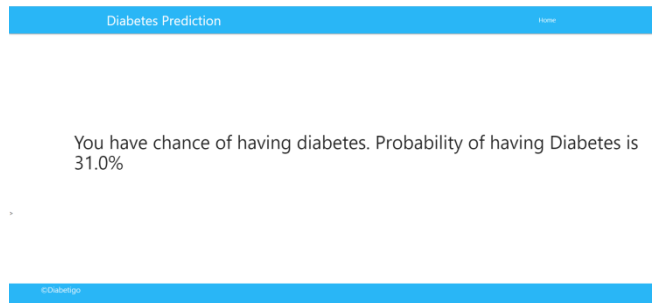 Diabetes Prediction
Home
You have chance of having diabetes. Probability of having Diabetes is
31.0%
©Diabetigo